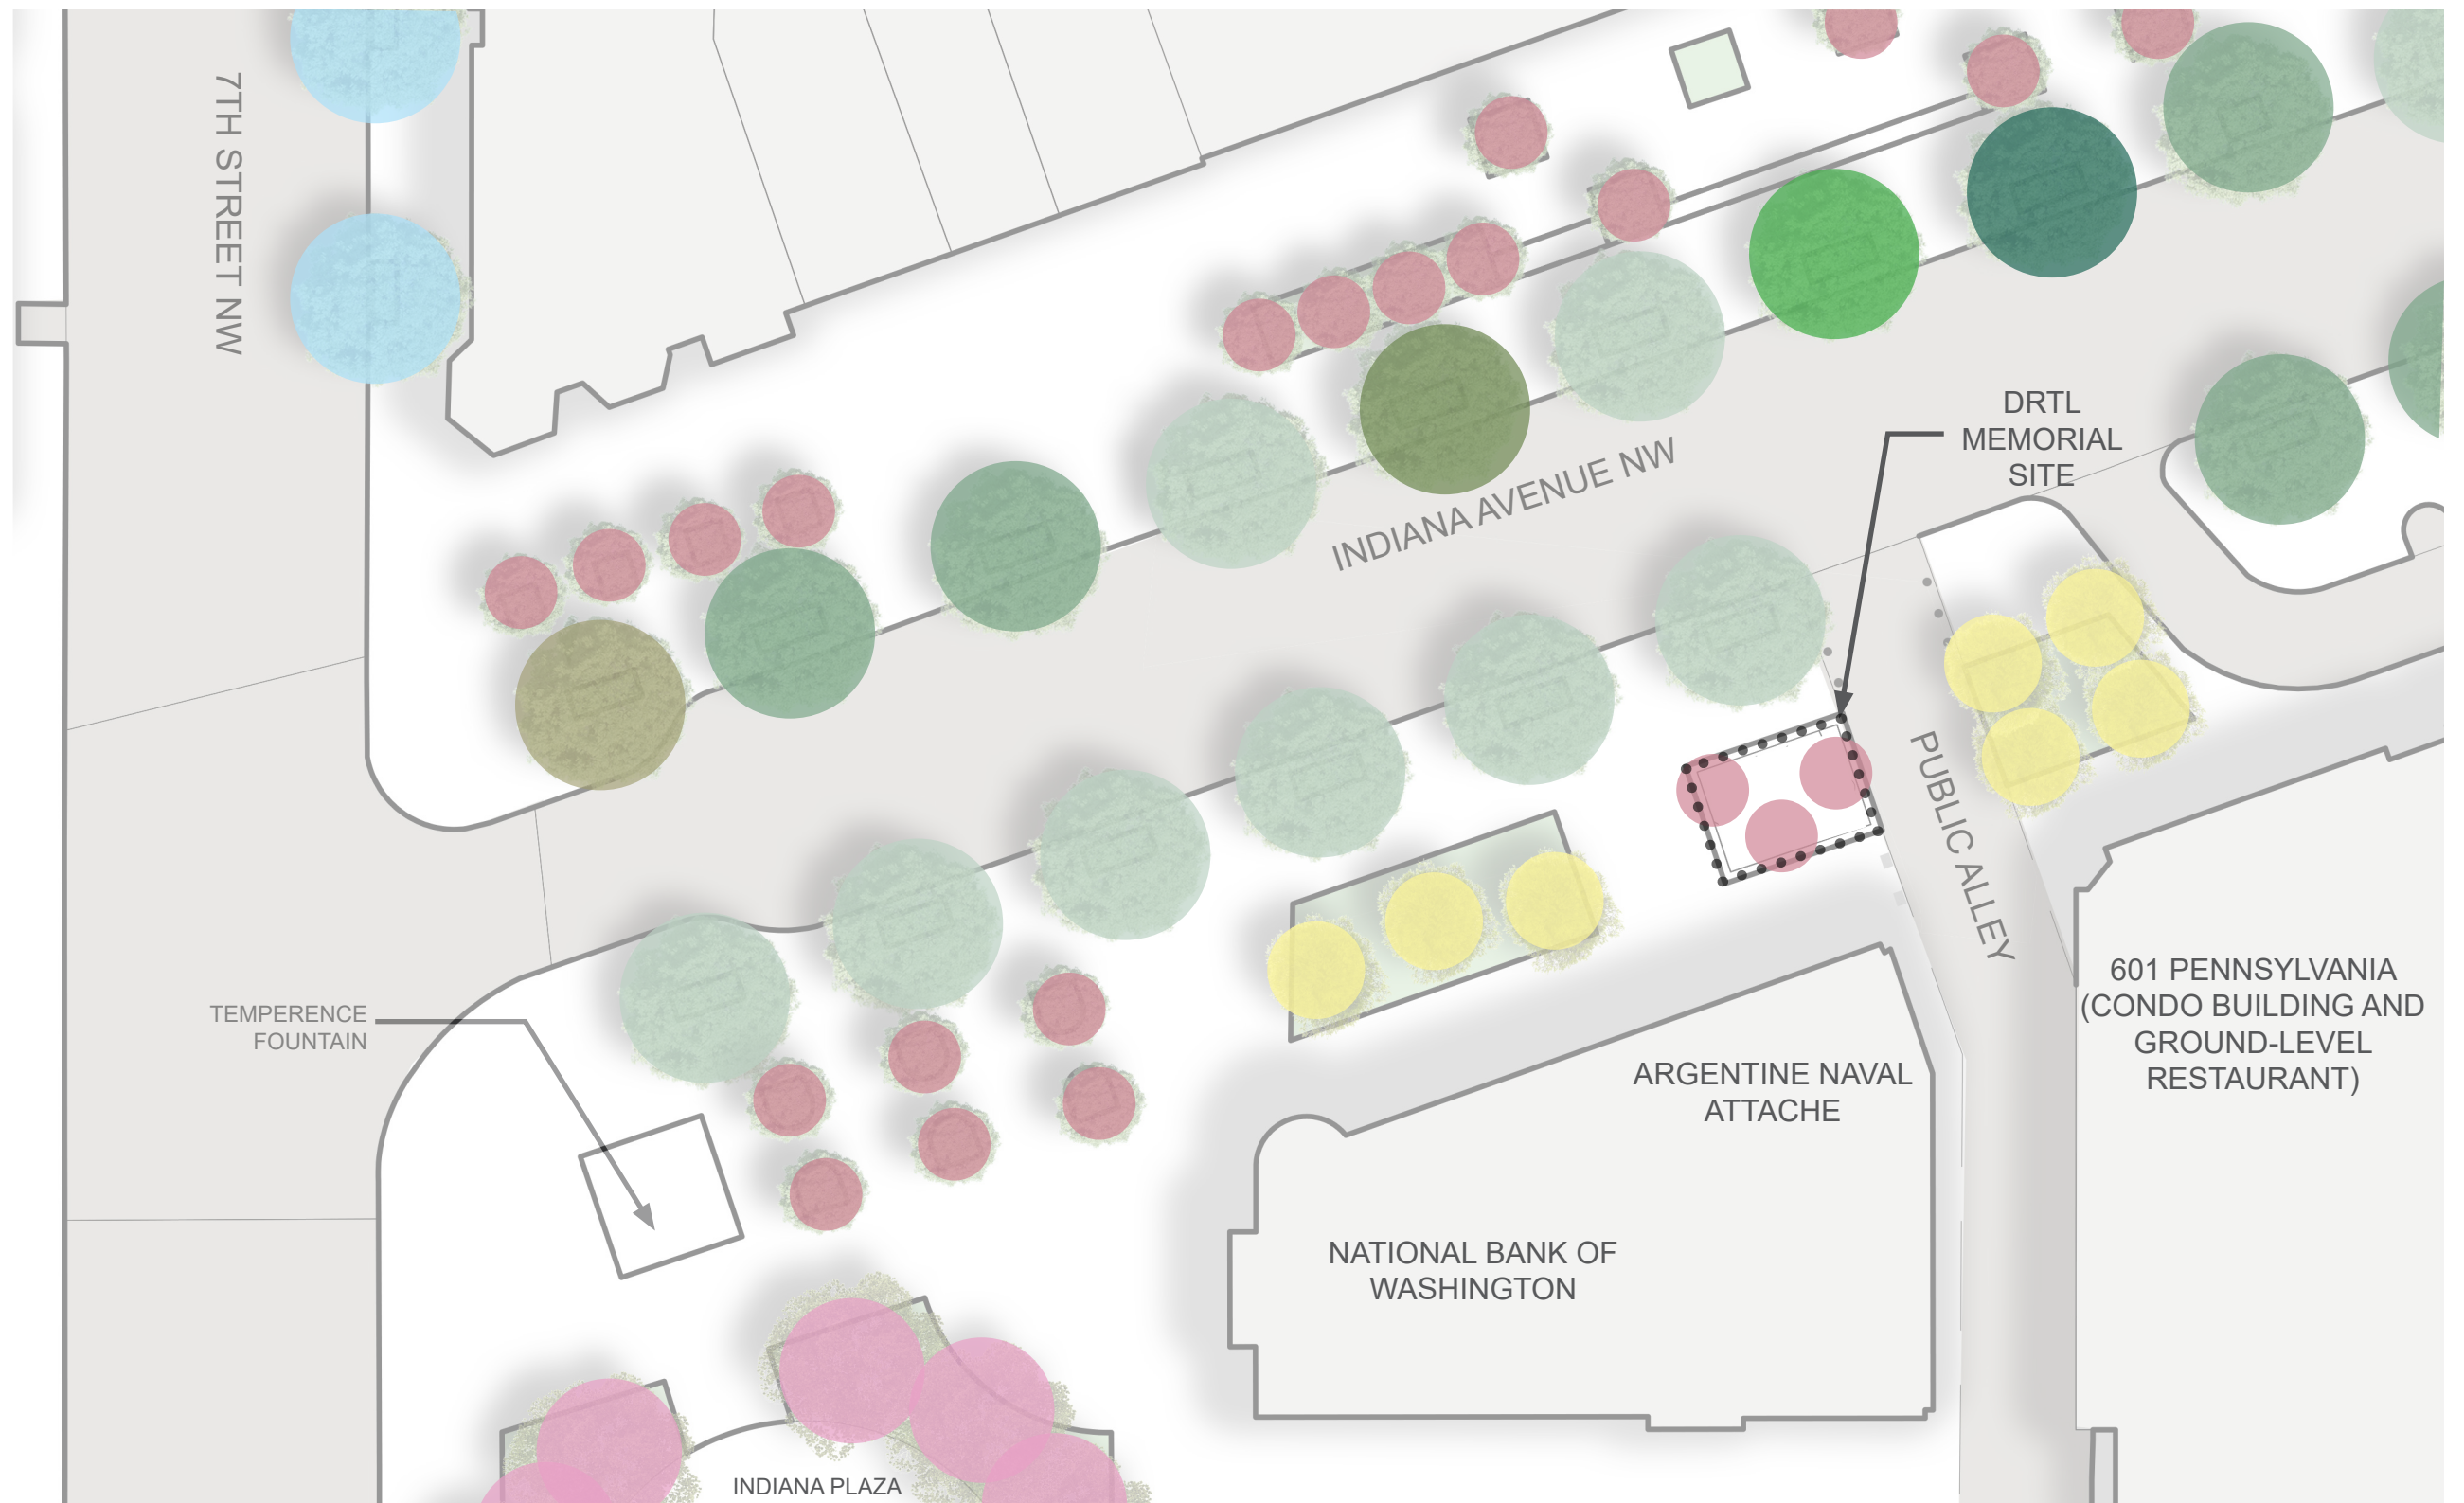 7TH STREET NW
DRTL
MEMORIAL
SITE
INDIANA AVENUE NW
PUBLIC ALLEY
TEMPERENCE
FOUNTAIN
601 PENNSYLVANIA
(CONDO BUILDING AND
GROUND-LEVEL
RESTAURANT)
ARGENTINE NAVAL
ATTACHE
NATIONAL BANK OF
WASHINGTON
INDIANA PLAZA